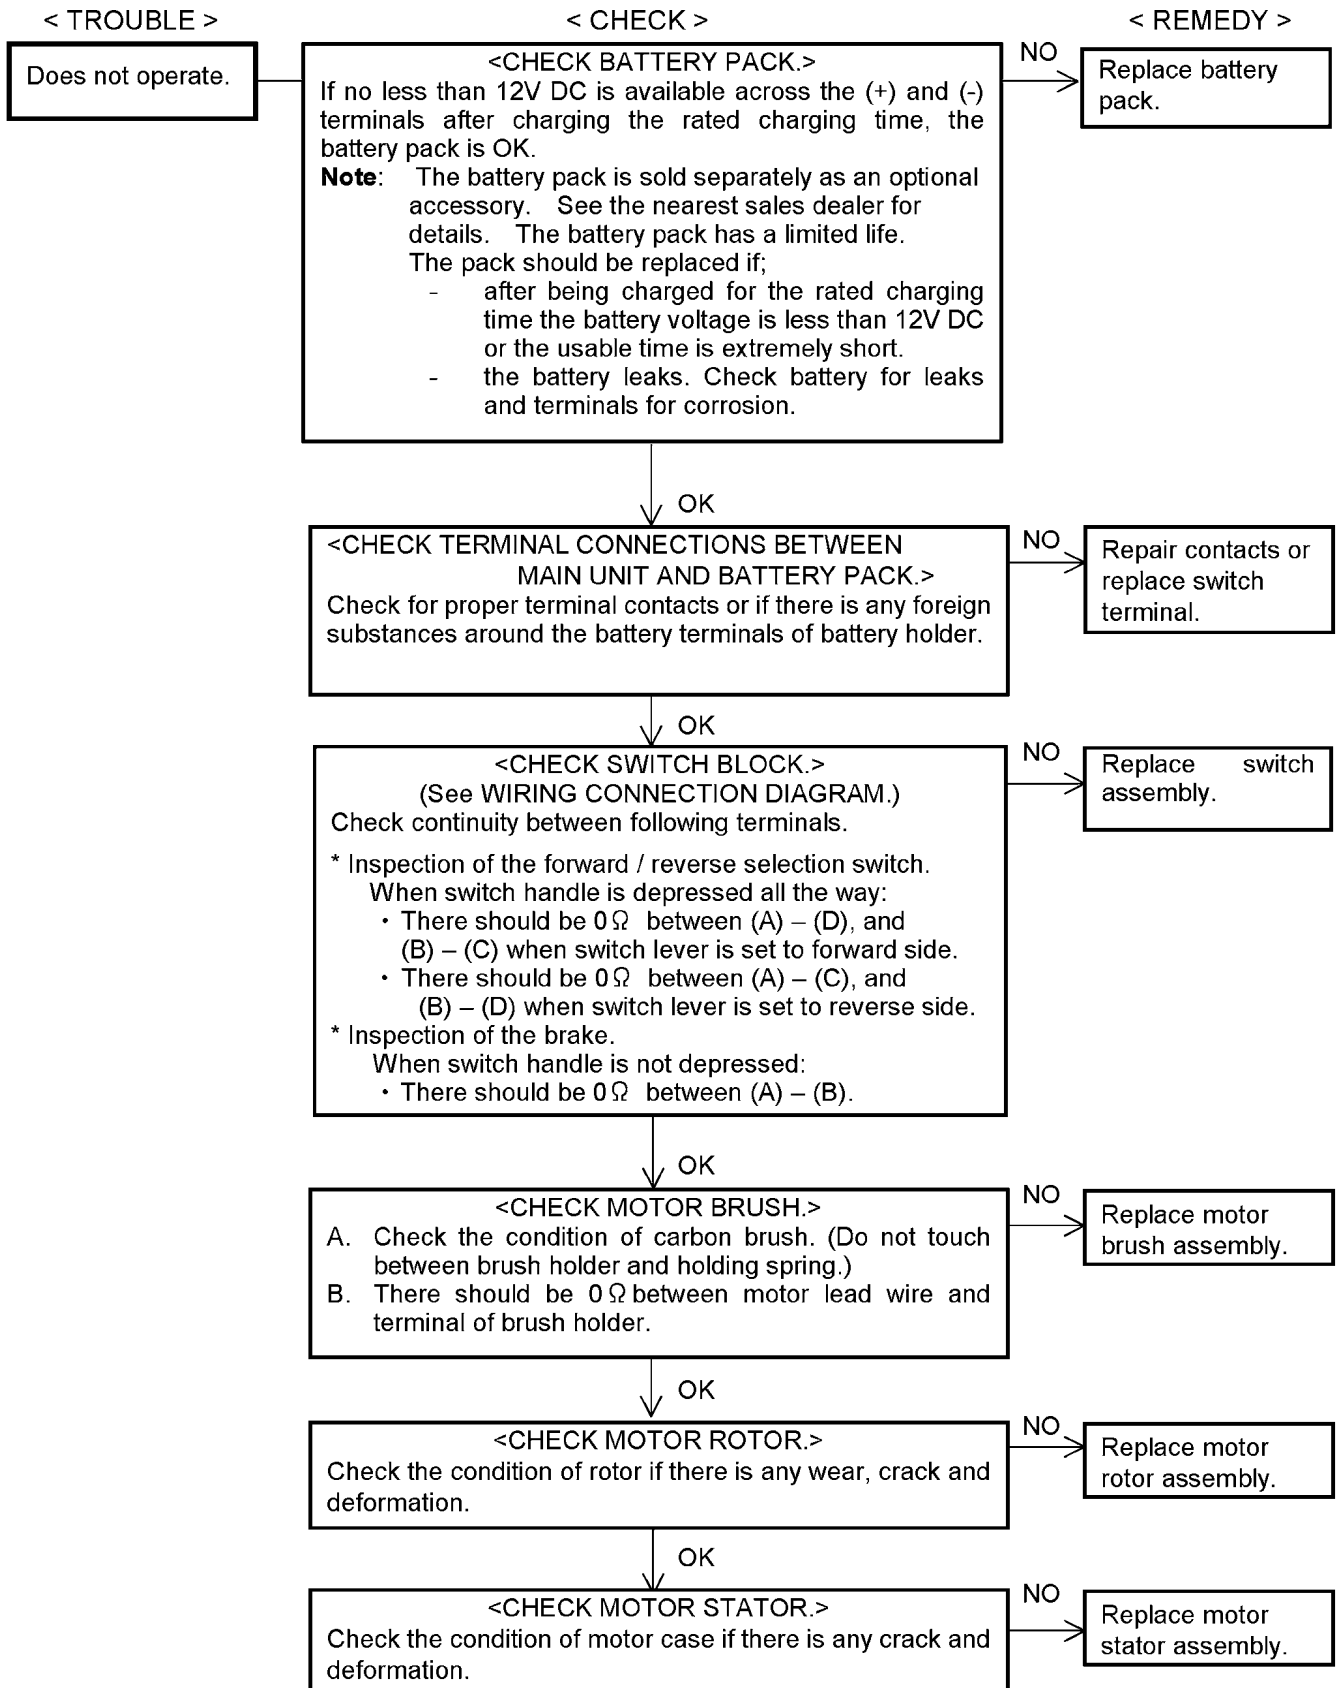 < TROUBLE >
< CHECK >
< REMEDY >
Does not operate.
<CHECK BATTERY PACK.>
If no less than 12V DC is available across the (+) and (-)
terminals after charging the rated charging time, the
battery pack is OK.
Note: The battery pack is sold separately as an optional
accessory. See the nearest sales dealer for
details. The battery pack has a limited life.
The pack should be replaced if;
- after being charged for the rated charging
time the battery voltage is less than 12V DC
or the usable time is extremely short.
- the battery leaks. Check battery for leaks
and terminals for corrosion.
NO
Replace battery
pack.
OK
<CHECK TERMINAL CONNECTIONS BETWEEN
MAIN UNIT AND BATTERY PACK.>
Check for proper terminal contacts or if there is any foreign
substances around the battery terminals of battery holder.
NO
Repair contacts or
replace switch
terminal.
OK
<CHECK SWITCH BLOCK.>
(See WIRING CONNECTION DIAGRAM.)
Check continuity between following terminals.
* Inspection of the forward / reverse selection switch.
When switch handle is depressed all the way:
・There should be 0Ω between (A) – (D), and
(B) – (C) when switch lever is set to forward side.
・There should be 0Ω between (A) – (C), and
(B) – (D) when switch lever is set to reverse side.
* Inspection of the brake.
When switch handle is not depressed:
・There should be 0Ω between (A) – (B).
NO
Replace switch
assembly.
OK
<CHECK MOTOR BRUSH.>
A. Check the condition of carbon brush. (Do not touch
between brush holder and holding spring.)
B. There should be 0Ω between motor lead wire and
terminal of brush holder.
NO
Replace motor
brush assembly.
OK
<CHECK MOTOR ROTOR.>
Check the condition of rotor if there is any wear, crack and
deformation.
NO
Replace motor
rotor assembly.
OK
<CHECK MOTOR STATOR.>
Check the condition of motor case if there is any crack and
deformation.
NO
Replace motor
stator assembly.